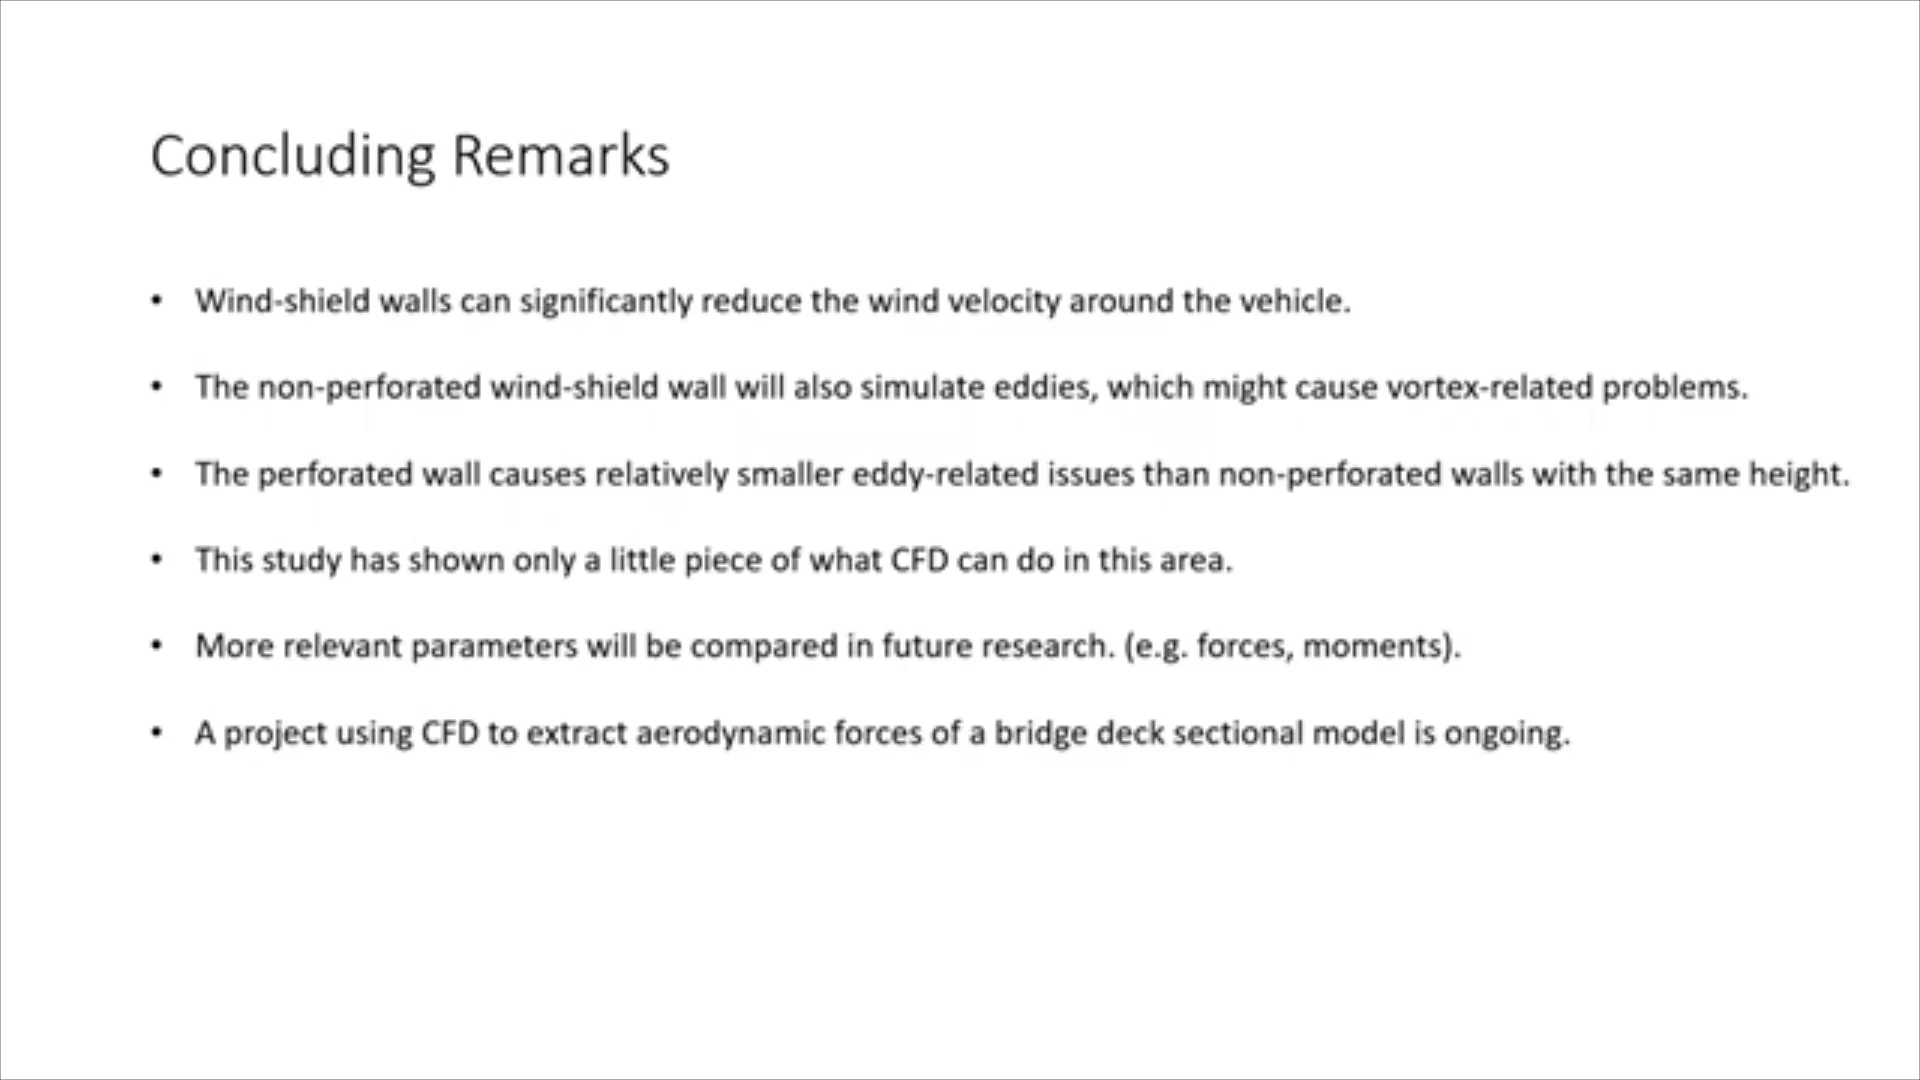 Concluding Remarks
• Wind-shield walls can significantly reduce the wind velocity around the vehicle.
• The non-perforated wind-shield wall will also simulate eddies, which might cause vortex-related problems.
• The perforated wall causes relatively smaller eddy-related issues than non-perforated walls with the same height.
• This study has shown only a little piece of what CFD can do in this area.
• More relevant parameters will be compared in future research. (e.g. forces, moments).
• A project using CFD to extract aerodynamic forces of a bridge deck sectional model is ongoing.